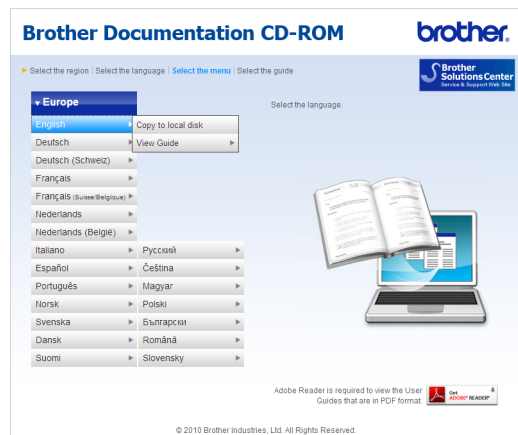 Brother Documentation CD-ROM
brother
Select the region | Select the language | Select the menu | Select the guide
Brother
Solutions Center
Service & Support Web Site
Europe
Select the language.
English
Copy to local disk
Deutsch
View Guide
Deutsch (Schweiz)
Français
Français (Suisse/Belgique)
Nederlands
Nederlands (België)
Italiano
Русский
Español
Čeština
Português
Magyar
Norsk
Polski
Svenska
Български
Dansk
Română
Suomi
Slovensky
Adobe Reader is required to view the User
Guides that are in PDF format.
Get
ADOBE® READER®
© 2010 Brother Industries, Ltd. All Rights Reserved.